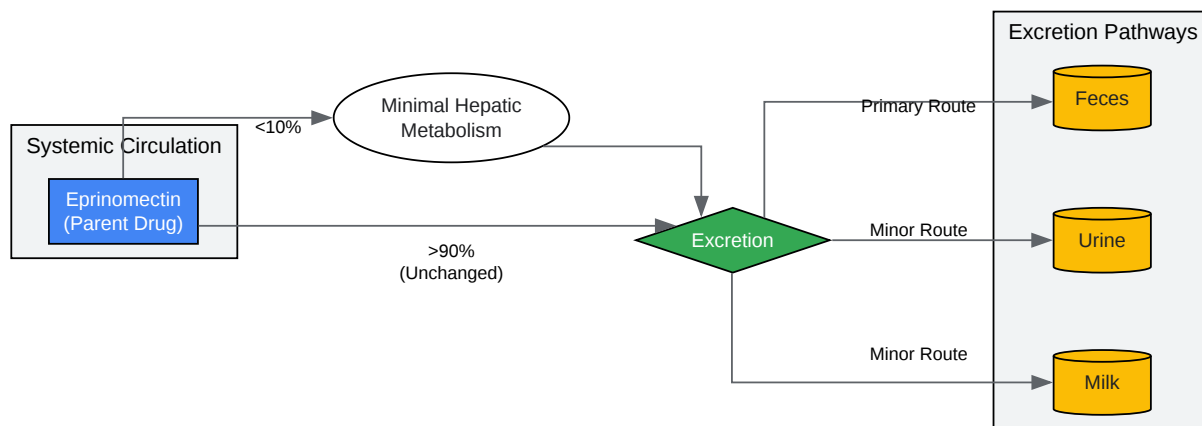 Excretion Pathways
Minimal Hepatic
Metabolism
Feces
Primary Route
<10%
Systemic Circulation
Eprinomectin
(Parent Drug)
>90%
(Unchanged)
Excretion
Minor Route
Urine
Minor Route
Milk